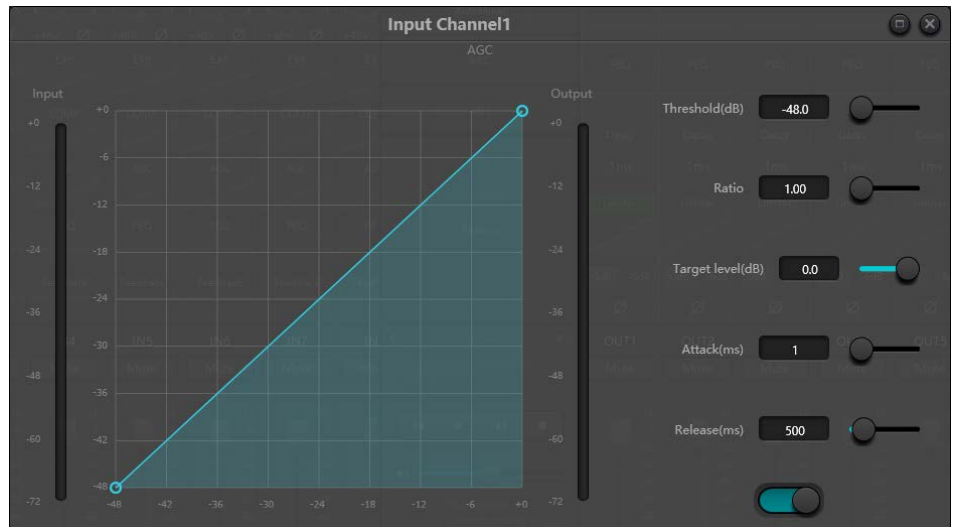 Input Channel1
AGC
Input
Output
+0
-12
-24
-36
-48
-60
-72
+0
-6
-12
-18
-24
-30
-36
-42
-48
-48
-42
-36
-30
-24
-18
-12
-6
+0
+0
-12
-24
-36
-48
-60
-72
Threshold(dB) -48.0
Ratio 1.00
Target level(dB) 0.0
Attack(ms) 1
Release(ms) 500
IN5
OUT1